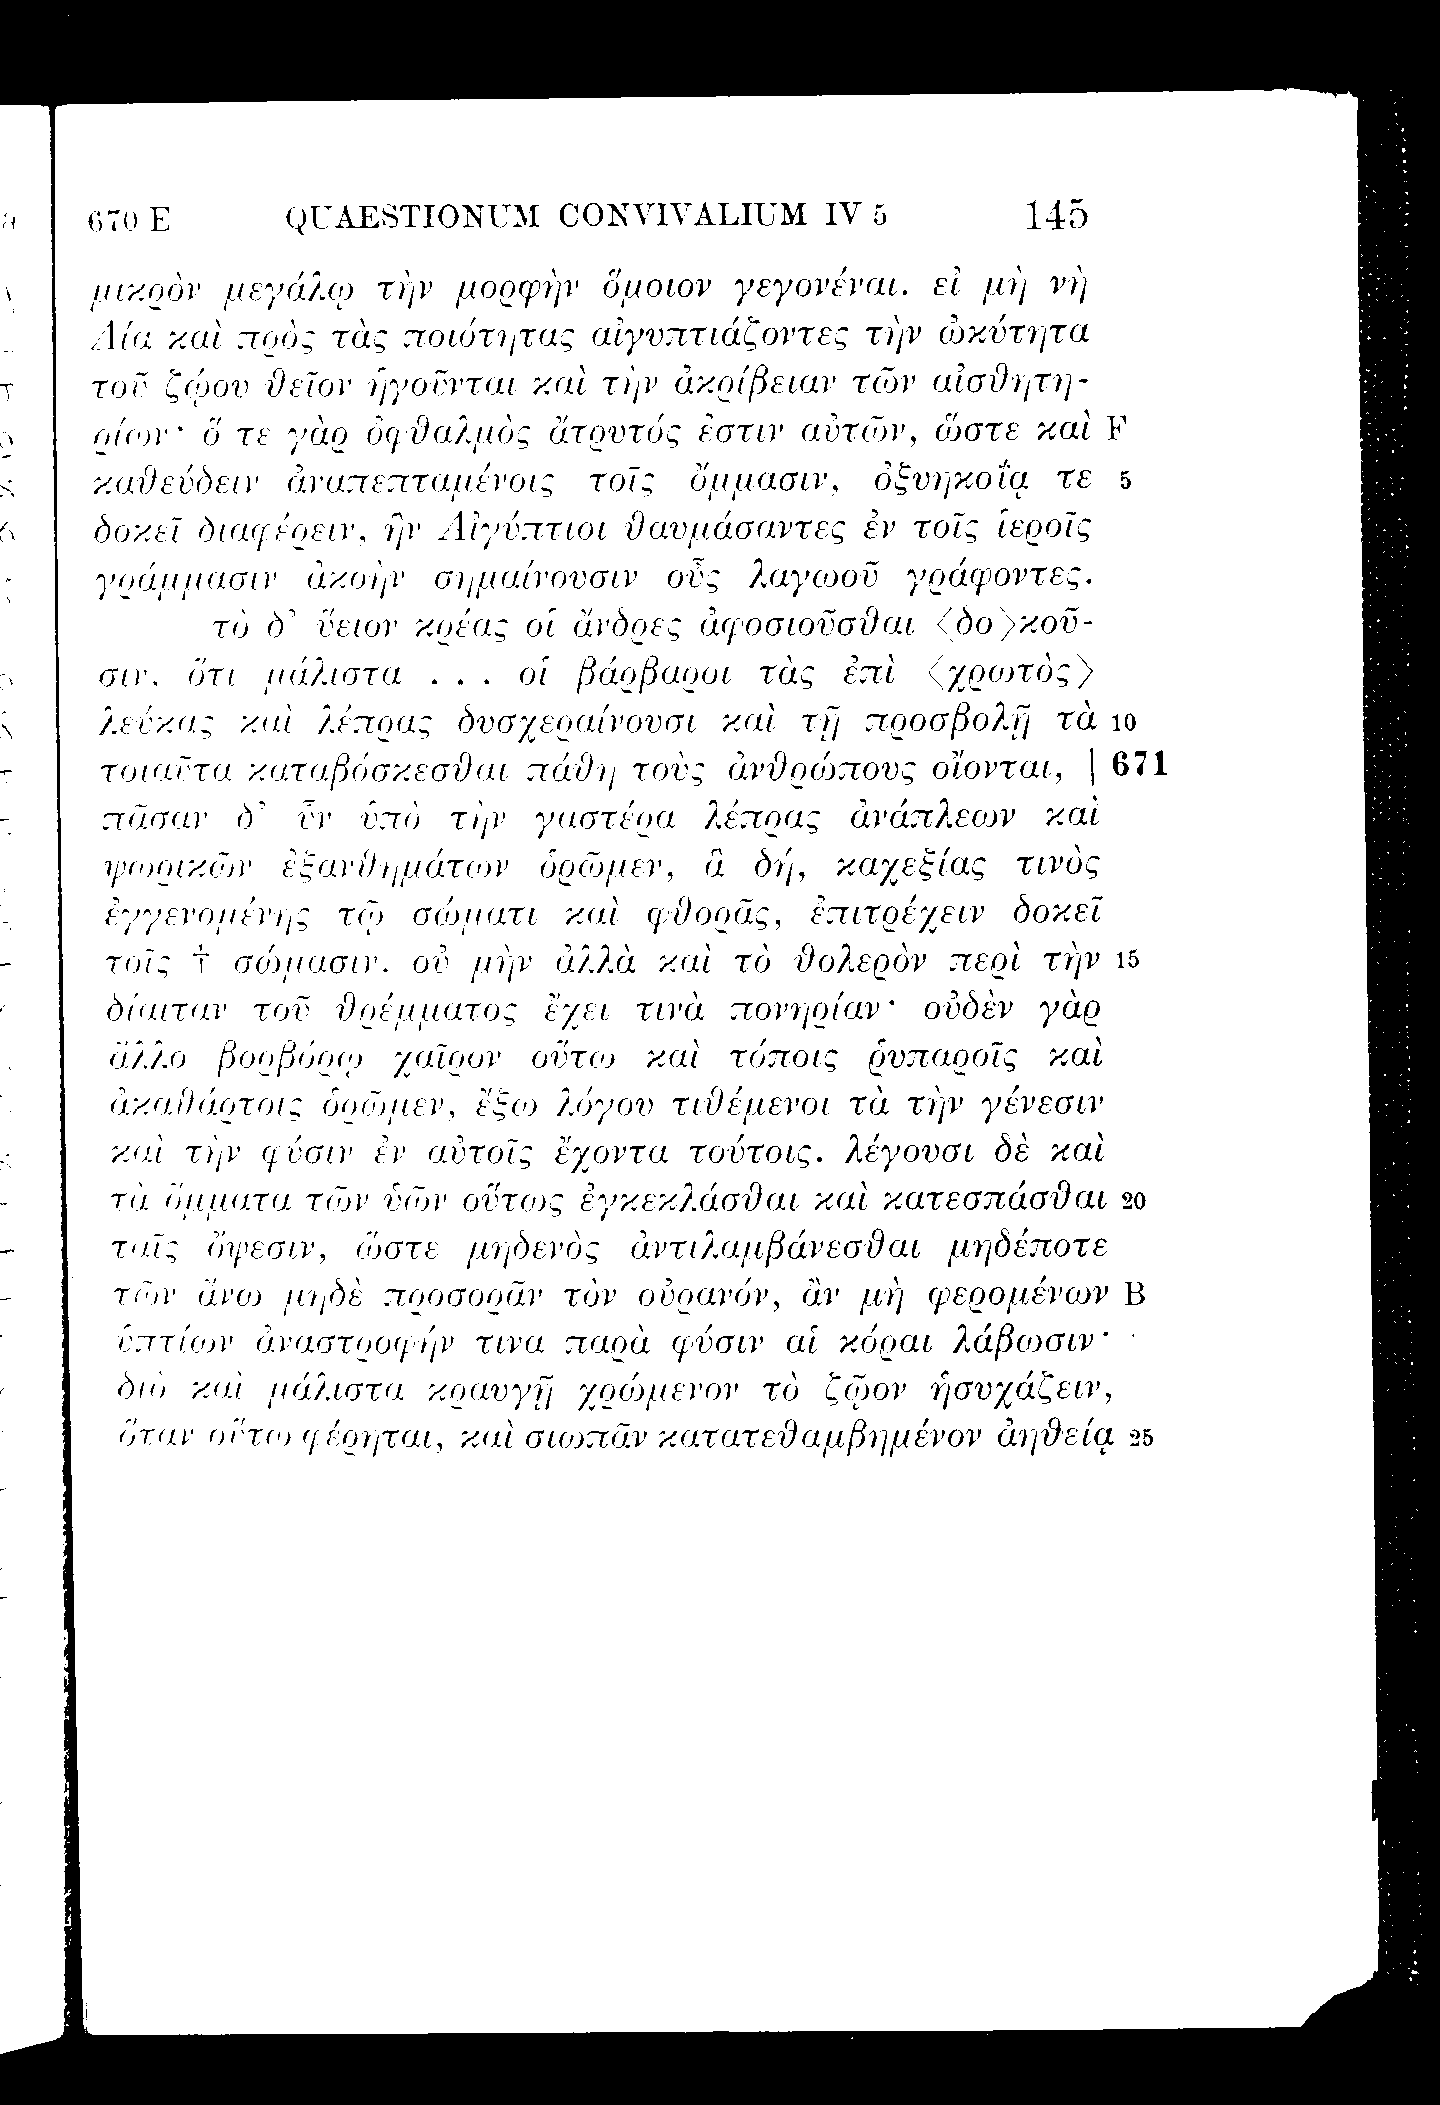 670 E QUAESTIONUM CONVIVALIUM IV 5 145
μικρὸν μεγάλῳ τὴν μορφὴν ὅμοιον γεγονέναι. εἰ μὴ νὴ
Δία καὶ πρὸς τὰς ποιότητας αἰγυπτιάζοντες τὴν ὠκύτητα
τοῦ ζῴου θεῖον ἡγοῦνται καὶ τὴν ἀκρίβειαν τῶν αἰσθητη-
ρίων· ὅ τε γὰρ ὀφθαλμὸς ἄτρυτός ἐστιν αὐτῶν, ὥστε καὶ F
καθεύδειν ἀναπεπταμένοις τοῖς ὄμμασιν, ὀξυηκοΐᾳ τε 5
δοκεῖ διαφέρειν, ἣν Αἰγύπτιοι θαυμάσαντες ἐν τοῖς ἱεροῖς
γράμμασιν ἀκοὴν σημαίνουσιν οὖς λαγωοῦ γράφοντες.
τὸ δ’ ὕειον κρέας οἱ ἄνδρες ἀφοσιοῦσθαι ⟨δο⟩κοῦ-
σιν, ὅτι μάλιστα . . . οἱ βάρβαροι τὰς ἐπὶ ⟨χρωτὸς⟩
λεύκας καὶ λέπρας δυσχεραίνουσι καὶ τῇ προσβολῇ τὰ 10
τοιαῦτα καταβόσκεσθαι πάθη τοὺς ἀνθρώπους οἴονται, | 671
πᾶσαν δ’ ὗν ὑπὸ τὴν γαστέρα λέπρας ἀνάπλεων καὶ
ψωρικῶν ἐξανθημάτων ὁρῶμεν, ἃ δή, καχεξίας τινὸς
ἐγγενομένης τῷ σώματι καὶ φθορᾶς, ἐπιτρέχειν δοκεῖ
τοῖς † σώμασιν. οὐ μὴν ἀλλὰ καὶ τὸ θολερὸν περὶ τὴν 15
δίαιταν τοῦ θρέμματος ἔχει τινὰ πονηρίαν· οὐδὲν γὰρ
ἄλλο βορβόρῳ χαῖρον οὕτω καὶ τόποις ῥυπαροῖς καὶ
ἀκαθάρτοις ὁρῶμεν, ἔξω λόγου τιθέμενοι τὰ τὴν γένεσιν
καὶ τὴν φύσιν ἐν αὐτοῖς ἔχοντα τούτοις. λέγουσι δὲ καὶ
τὰ ὄμματα τῶν ὑῶν οὕτως ἐγκεκλάσθαι καὶ κατεσπάσθαι 20
ταῖς ὄψεσιν, ὥστε μηδενὸς ἀντιλαμβάνεσθαι μηδέποτε
τῶν ἄνω μηδὲ προσορᾶν τὸν οὐρανόν, ἂν μὴ φερομένων B
ὑπτίων ἀναστροφήν τινα παρὰ φύσιν αἱ κόραι λάβωσιν·
διὸ καὶ μάλιστα κραυγῇ χρώμενον τὸ ζῷον ἡσυχάζειν,
ὅταν οὕτω φέρηται, καὶ σιωπᾶν κατατεθαμβημένον ἀηθείᾳ 25